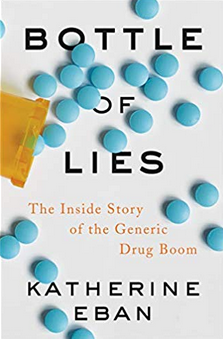 BOTTLE
OF
LIES
The Inside Story
of the Generic
Drug Boom
KATHERINE
EBAN